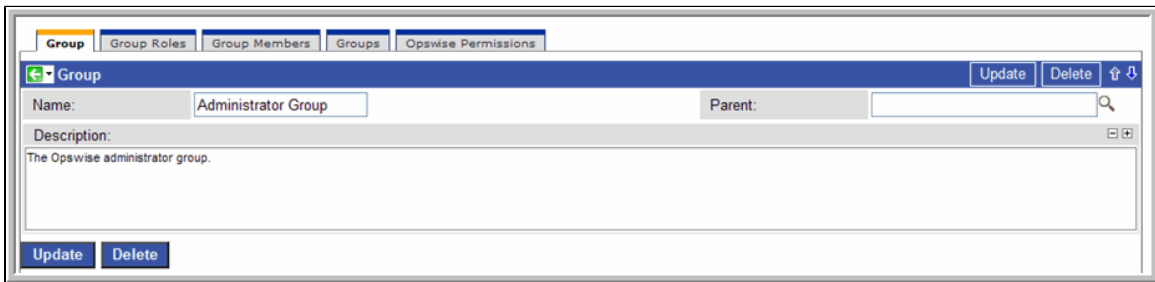 Group Group Roles Group Members Groups Opswise Permissions
Group Update Delete
Name: Administrator Group Parent:
Description:
The Opswise administrator group.
Update Delete